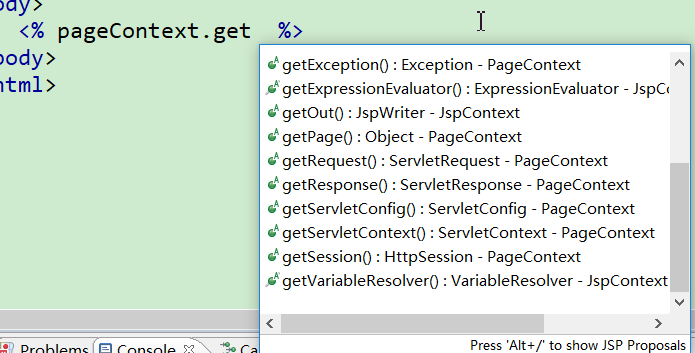 ody>
<% pageContext.get %>
ody>
tml>
getException() : Exception - PageContext
getExpressionEvaluator() : ExpressionEvaluator - JspC
getOut() : JspWriter - JspContext
getPage() : Object - PageContext
getRequest() : ServletRequest - PageContext
getResponse() : ServletResponse - PageContext
getServletConfig() : ServletConfig - PageContext
getServletContext() : ServletContext - PageContext
getSession() : HttpSession - PageContext
getVariableResolver() : VariableResolver - JspContext
Press 'Alt+/' to show JSP Proposals
Problems Console Ca